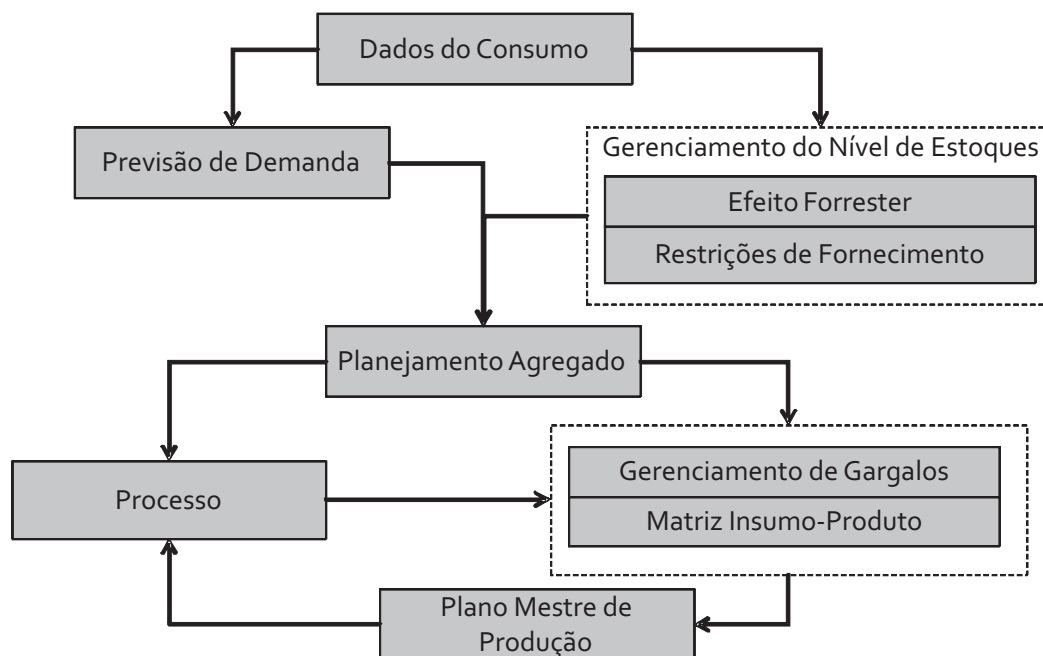 Dados do Consumo
Previsão de Demanda
Gerenciamento do Nível de Estoques
Efeito Forrester
Restrições de Fornecimento
Planejamento Agregado
Processo
Gerenciamento de Gargalos
Matriz Insumo-Produto
Plano Mestre de
Produção